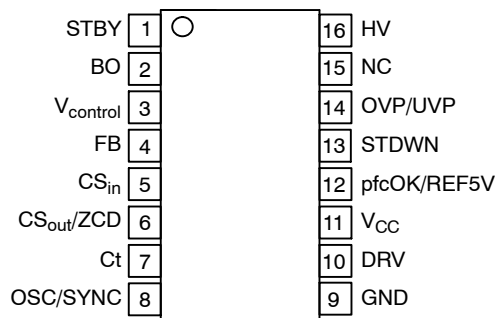 STBY 1 16 HV
BO 2 15 NC
Vcontrol 3 14 OVP/UVP
FB 4 13 STDWN
CSin 5 12 pfcOK/REF5V
CSout/ZCD 6 11 VCC
Ct 7 10 DRV
OSC/SYNC 8 9 GND